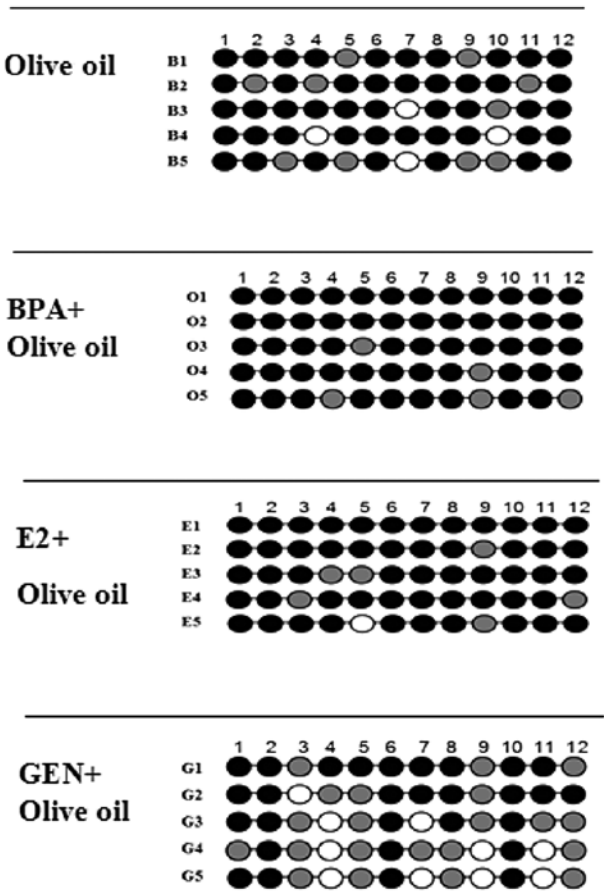 1 2 3 4 5 6 7 8 9 10 11 12
Olive oil
B1
B2
B3
B4
B5
1 2 3 4 5 6 7 8 9 10 11 12
BPA+
Olive oil
O1
O2
O3
O4
O5
1 2 3 4 5 6 7 8 9 10 11 12
E2+
Olive oil
E1
E2
E3
E4
E5
1 2 3 4 5 6 7 8 9 10 11 12
GEN+
Olive oil
G1
G2
G3
G4
G5